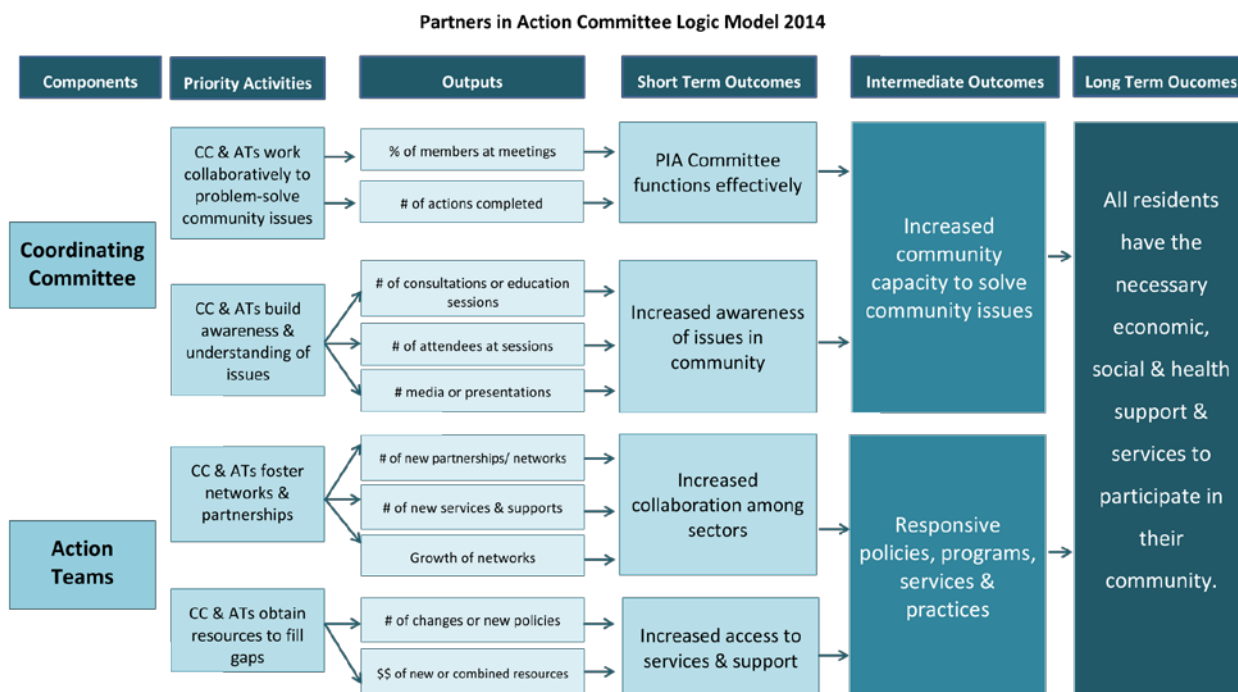 Partners in Action Committee Logic Model 2014
Components
Priority Activities
Outputs
Short Term Outcomes
Intermediate Outcomes
Long Term Oucomes
Coordinating
Committee
Action
Teams
CC & ATs work
collaboratively to
problem-solve
community issues
CC & ATs build
awareness &
understanding of
issues
CC & ATs foster
networks &
partnerships
CC & ATs obtain
resources to fill
gaps
% of members at meetings
# of actions completed
# of consultations or education
sessions
# of attendees at sessions
# media or presentations
# of new partnerships/ networks
# of new services & supports
Growth of networks
# of changes or new policies
$$ of new or combined resources
PIA Committee
functions effectively
Increased awareness
of issues in
community
Increased
collaboration among
sectors
Increased access to
services & support
Increased
community
capacity to solve
community issues
Responsive
policies, programs,
services &
practices
All residents
have the
necessary
economic,
social & health
support &
services to
participate in
their
community.